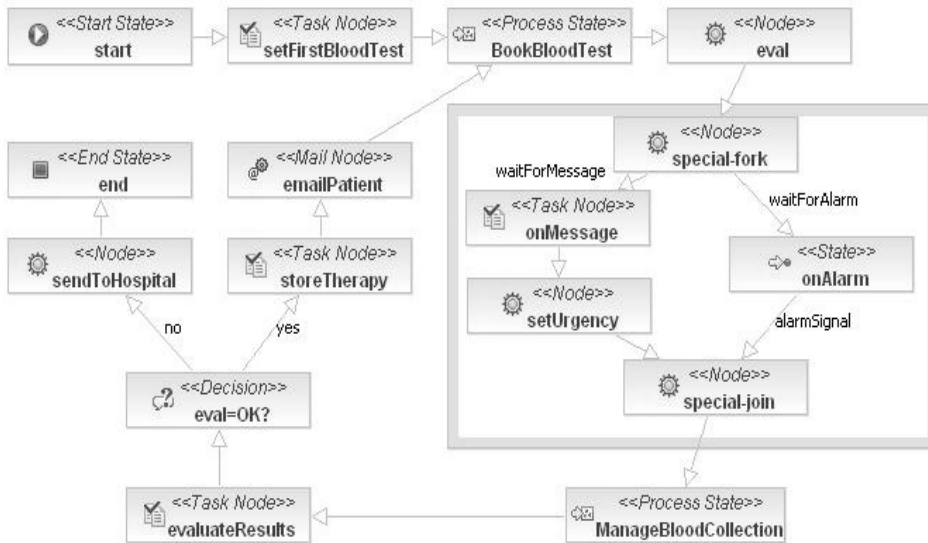 <<Start State>>
start
<<Task Node>>
setFirstBloodTest
<<Process State>>
BookBloodTest
<<Node>>
eval
<<Node>>
special-fork
waitForMessage
waitForAlarm
<<Task Node>>
onMessage
<<State>>
onAlarm
<<Node>>
setUrgency
alarmSignal
<<Node>>
special-join
<<End State>>
end
<<Mail Node>>
emailPatient
<<Node>>
sendToHospital
<<Task Node>>
storeTherapy
no
yes
<<Decision>>
eval=OK?
<<Task Node>>
evaluateResults
<<Process State>>
ManageBloodCollection